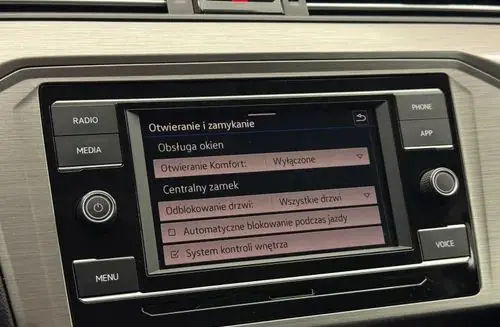 RADIO
MEDIA
MENU
PHONE
APP
VOICE
Otwieranie i zamykanie
Obsługa okien
Otwieranie Komfort: Wyłączone
Centralny zamek
Odblokowanie drzwi: Wszystkie drzwi
Automatyczne blokowanie podczas jazdy
System kontroli wnętrza